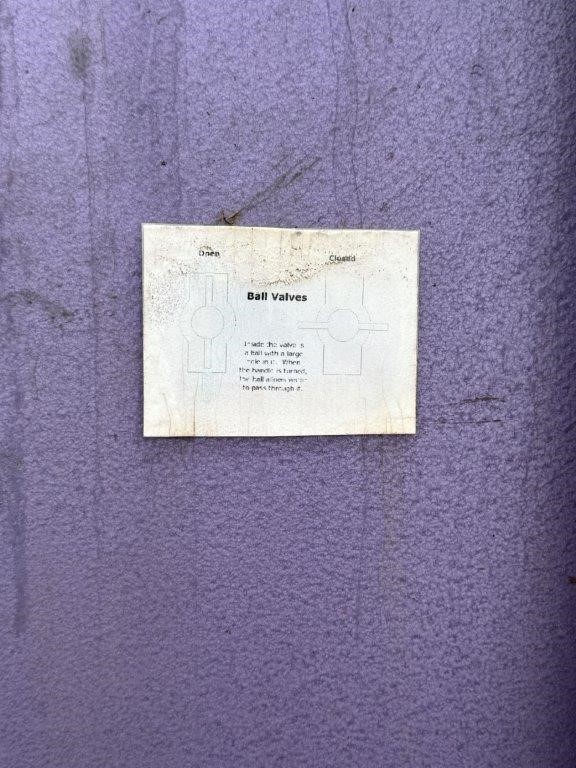 Open
Closed
Ball Valves
Inside the valve is
a ball with a large
hole in it. When
the handle is turned,
the ball allows water
to pass through it.